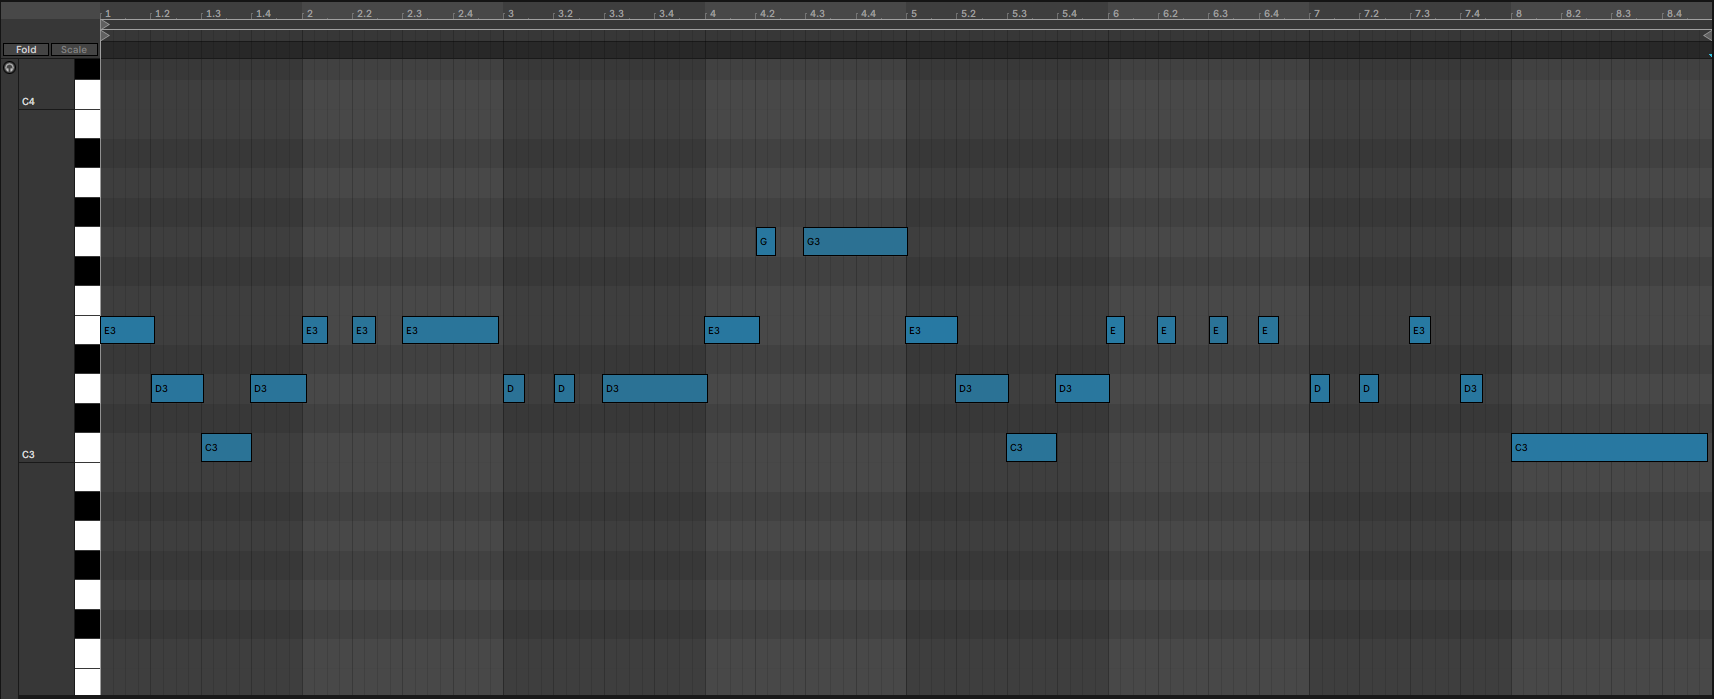 1 1.2 1.3 1.4 2 2.2 2.3 2.4 3 3.2 3.3 3.4 4 4.2 4.3 4.4 5 5.2 5.3 5.4 6 6.2 6.3 6.4 7 7.2 7.3 7.4 8 8.2 8.3 8.4
Fold Scale
C4
G G3
E3 E3 E3 E3 E3 E3 E E E E E3
D3 D3 D D D3 D3 D3 D D D3
C3 C3 C3 C3